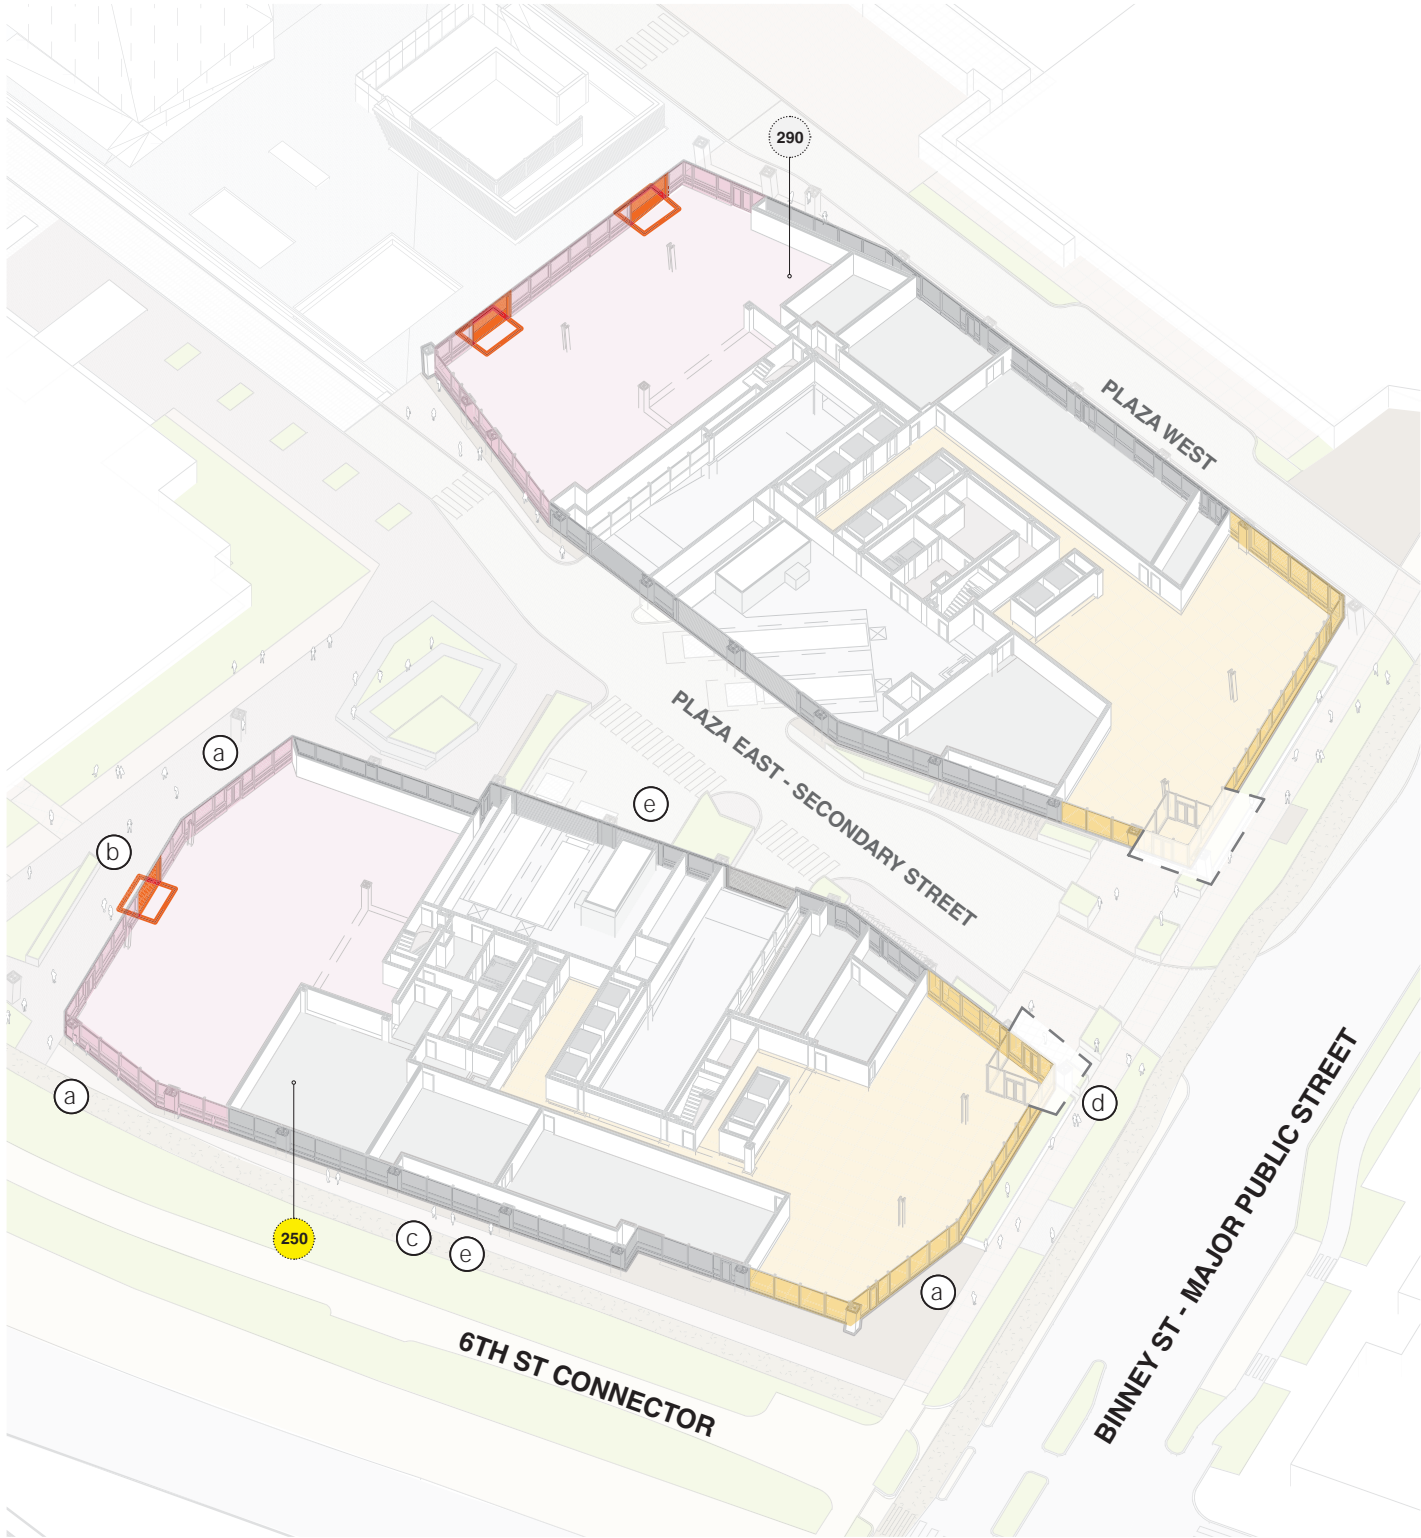 290
PLAZA WEST
PLAZA EAST - SECONDARY STREET
a
e
b
a
d
c
e
250
a
6TH ST CONNECTOR
BINNEY ST - MAJOR PUBLIC STREET